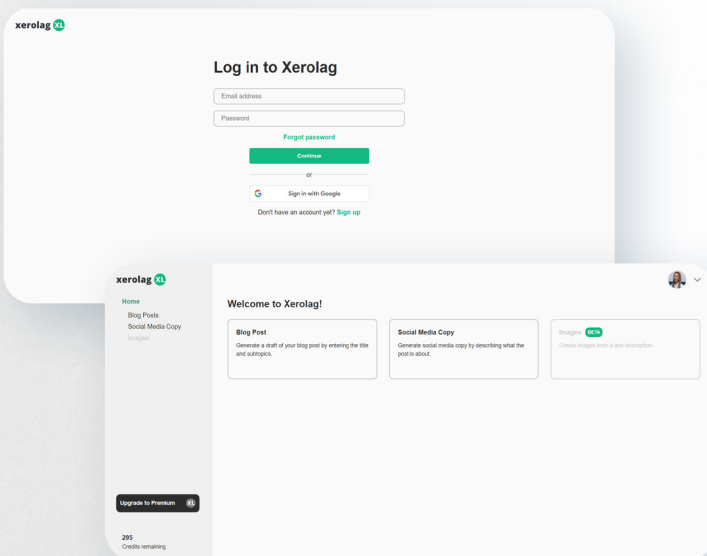 xerolag XL
Log in to Xerolag
Email address
Password
Forgot password
Continue
or
Sign in with Google
Don't have an account yet? Sign up
xerolag XL
Home
Blog Posts
Social Media Copy
Images
Upgrade to Premium XL
295
Credits remaining
Welcome to Xerolag!
Blog Post
Generate a draft of your blog post by entering the title
and subtopics.
Social Media Copy
Generate social media copy by describing what the
post is about.
Images BETA
Create images from a text description.